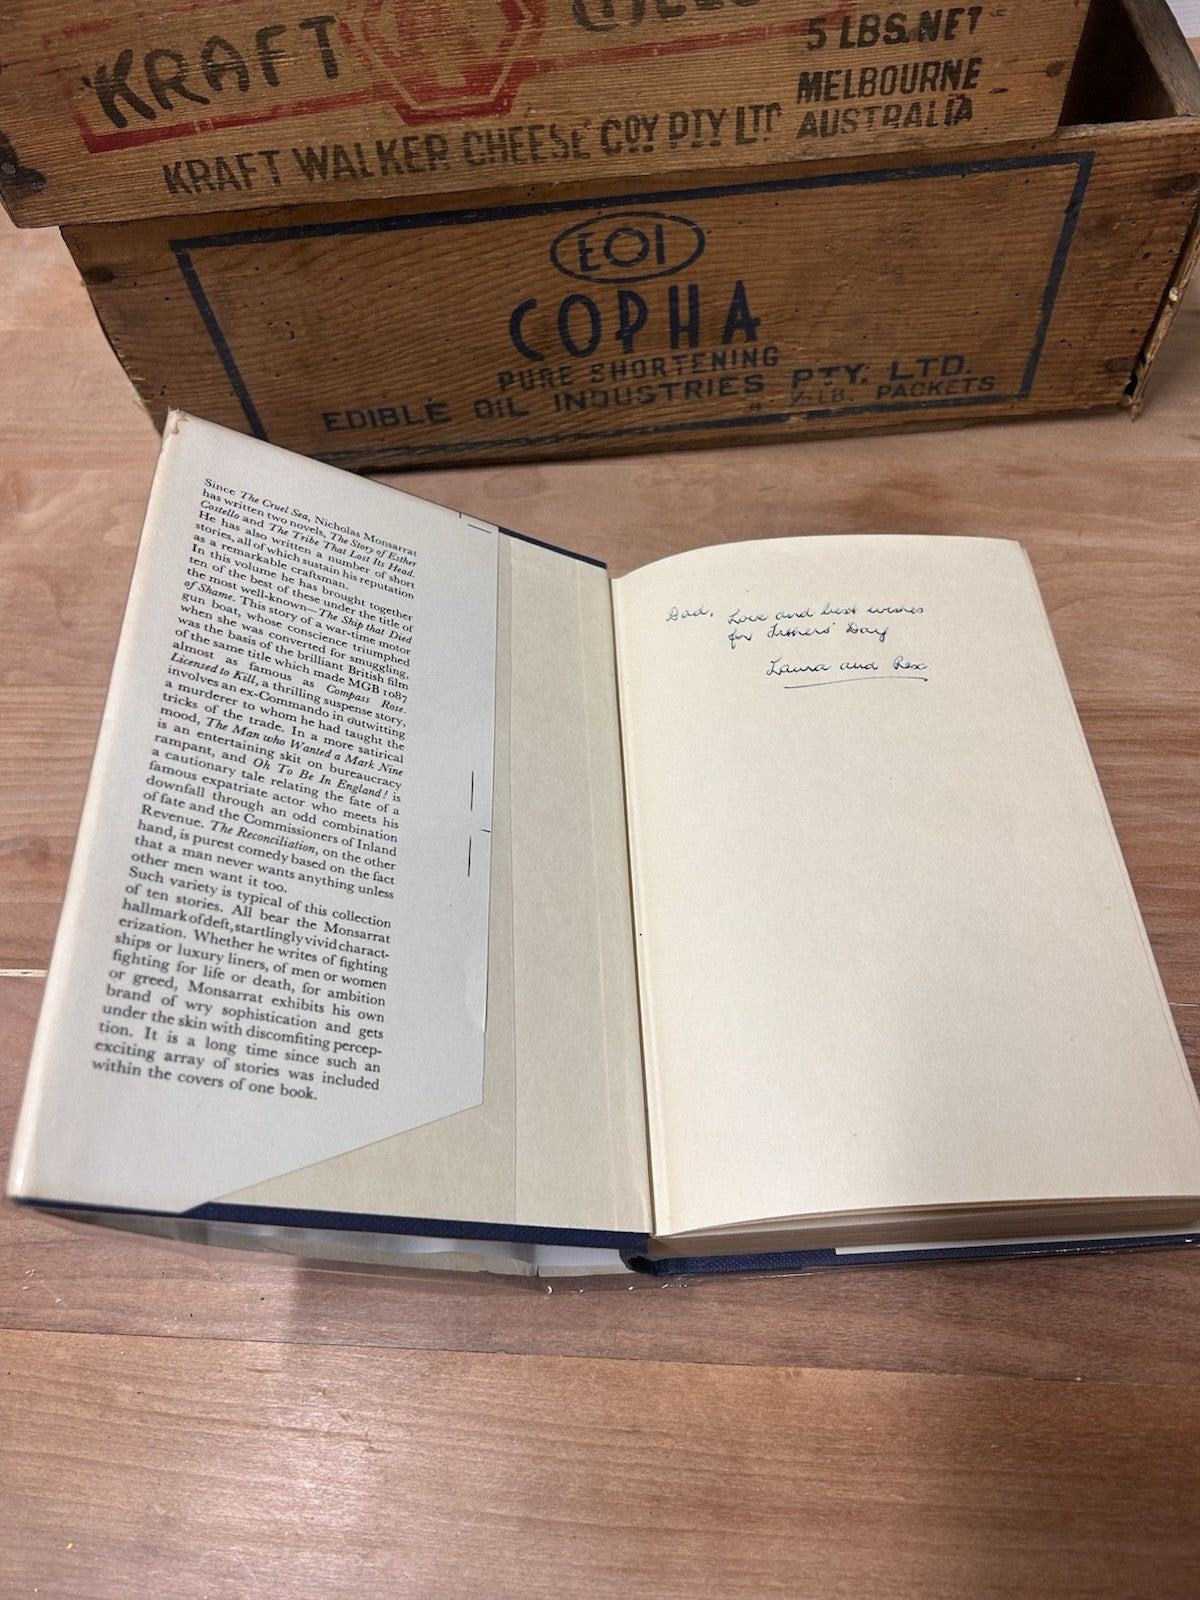 KRAFT
5 LBS. NET
MELBOURNE
KRAFT WALKER CHEESE COY PTY LTD AUSTRALIA
EOI
COPHA
PURE SHORTENING
EDIBLE OIL INDUSTRIES PTY. LTD.
½ LB. PACKETS
Since The Cruel Sea, Nicholas Monsarrat
has written two novels, The Story of Esther
Costello and The Tribe That Lost Its Head.
He has also written a number of short
stories, all of which sustain his reputation
as a remarkable craftsman.
In this volume he has brought together
ten of the best of these under the title of
the most well-known—The Ship that Died
of Shame. This story of a war-time motor
gun boat, whose conscience triumphed
when she was converted for smuggling,
was the basis of the brilliant British film
of the same title which made MGB 1087
almost as famous as Compass Rose.
Licensed to Kill, a thrilling suspense story,
involves an ex-Commando in outwitting
a murderer to whom he had taught the
tricks of the trade. In a more satirical
mood, The Man who Wanted a Mark Nine
is an entertaining skit on bureaucracy
rampant, and Oh To Be In England! is
a cautionary tale relating the fate of a
famous expatriate actor who meets his
downfall through an odd combination
of fate and the Commissioners of Inland
Revenue. The Reconciliation, on the other
hand, is purest comedy based on the fact
that a man never wants anything unless
other men want it too.
Such variety is typical of this collection
of ten stories. All bear the Monsarrat
hallmark of deft, startlingly vivid charact-
erization. Whether he writes of fighting
ships or luxury liners, of men or women
fighting for life or death, for ambition
or greed, Monsarrat exhibits his own
brand of wry sophistication and gets
under the skin with discomfiting percep-
tion. It is a long time since such an
exciting array of stories was included
within the covers of one book.
Dad, Love and best wishes
for Fathers' Day
Laura and Rex.